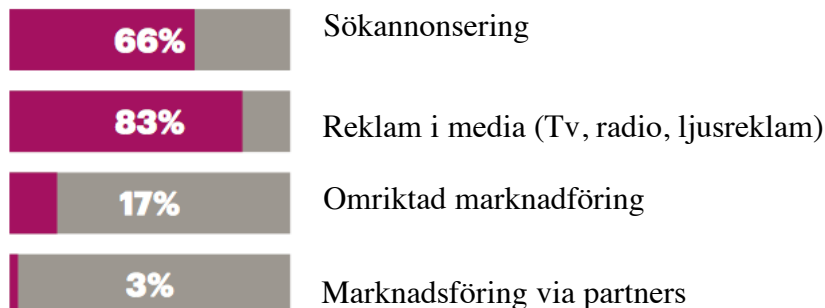 66% Sökannonsering
83% Reklam i media (Tv, radio, ljusreklam)
17% Omriktad marknadföring
3% Marknadsföring via partners